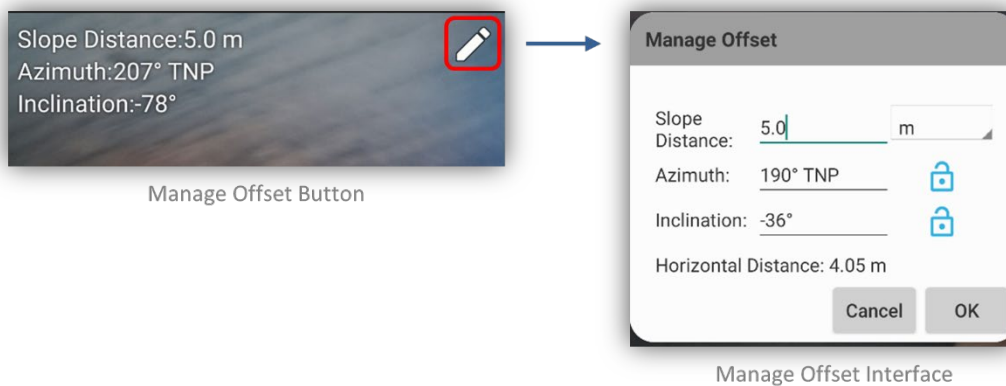 Slope Distance:5.0 m
Azimuth:207° TNP
Inclination:-78°
Manage Offset Button
Manage Offset
Slope
Distance:
5.0
m
Azimuth: 190° TNP
Inclination: -36°
Horizontal Distance: 4.05 m
Cancel OK
Manage Offset Interface